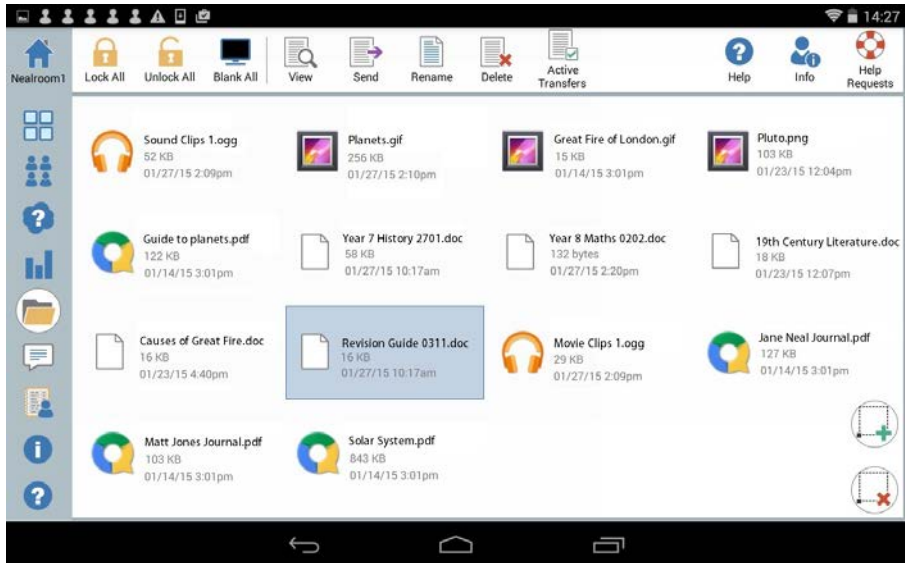 14:27
Nealroom1
Lock All
Unlock All
Blank All
View
Send
Rename
Delete
Active
Transfers
Help
Info
Help
Requests
Sound Clips 1.ogg
52 KB
01/27/15 2:09pm
Planets.gif
256 KB
01/27/15 2:10pm
Great Fire of London.gif
15 KB
01/14/15 3:01pm
Pluto.png
103 KB
01/23/15 12:04pm
Guide to planets.pdf
122 KB
01/14/15 3:01pm
Year 7 History 2701.doc
58 KB
01/27/15 10:17am
Year 8 Maths 0202.doc
132 bytes
01/27/15 2:20pm
19th Century Literature.doc
18 KB
01/23/15 12:07pm
Causes of Great Fire.doc
16 KB
01/23/15 4:40pm
Revision Guide 0311.doc
16 KB
01/27/15 10:17am
Movie Clips 1.ogg
29 KB
01/27/15 2:09pm
Jane Neal Journal.pdf
127 KB
01/14/15 3:01pm
Matt Jones Journal.pdf
103 KB
01/14/15 3:01pm
Solar System.pdf
843 KB
01/14/15 3:01pm